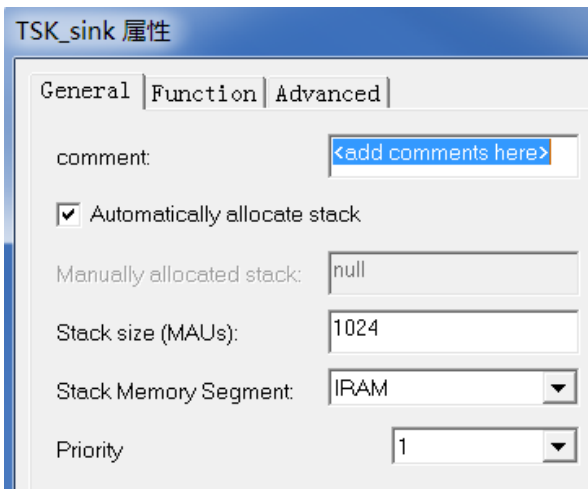 TSK_sink 属性
General Function Advanced
comment: <add comments here>
Automatically allocate stack
Manually allocated stack: null
Stack size (MAUs): 1024
Stack Memory Segment: IRAM
Priority 1